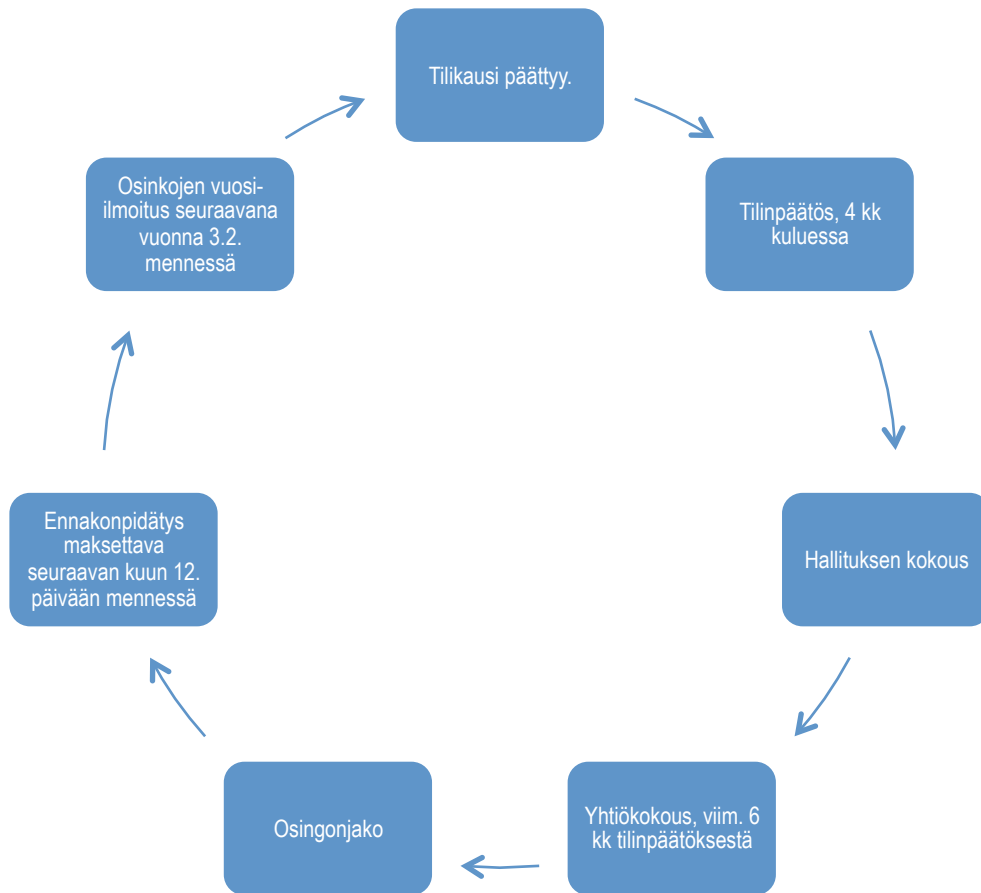 Tilikausi päättyy.
Tilinpäätös, 4 kk
kuluessa
Hallituksen kokous
Yhtiökokous, viim. 6
kk tilinpäätöksestä
Osingonjako
Ennakonpidätys
maksettava
seuraavan kuun 12.
päivään mennessä
Osinkojen vuosi-
ilmoitus seuraavana
vuonna 3.2.
mennessä